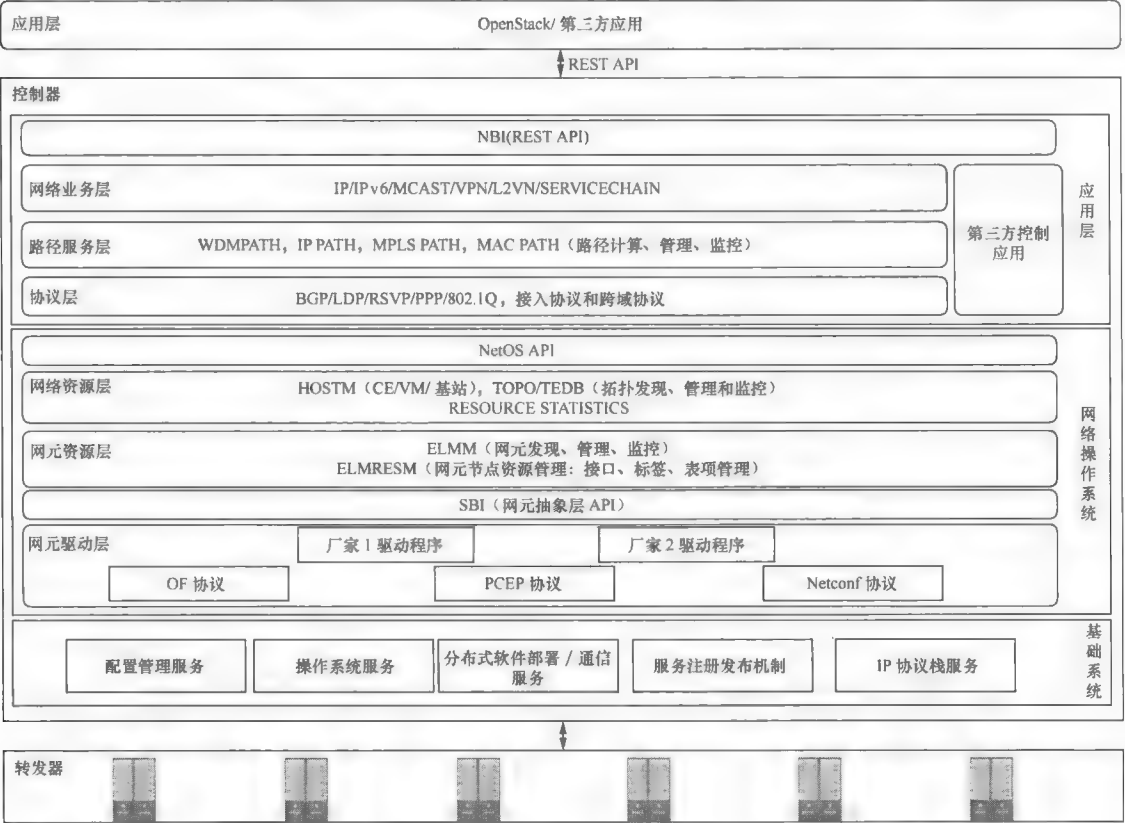 应用层
OpenStack/ 第三方应用
REST API
控制器
NBI(REST API)
网络业务层
IP/IPv6/MCAST/VPN/L2VN/SERVICECHAIN
路径服务层
WDMPATH，IP PATH，MPLS PATH，MAC PATH（路径计算、管理、监控）
协议层
BGP/LDP/RSVP/PPP/802.1Q，接入协议和跨域协议
第三方控制
应用
应用层
NetOS API
网络资源层
HOSTM（CE/VM/ 基站），TOPO/TEDB（拓扑发现、管理和监控）
RESOURCE STATISTICS
网元资源层
ELMM（网元发现、管理、监控）
ELMRESM（网元节点资源管理：接口、标签、表项管理）
SBI（网元抽象层 API）
网元驱动层
厂家 1 驱动程序
厂家 2 驱动程序
OF 协议
PCEP 协议
Netconf 协议
网络操作系统
配置管理服务
操作系统服务
分布式软件部署 / 通信
服务
服务注册发布机制
IP 协议栈服务
基础系统
转发器